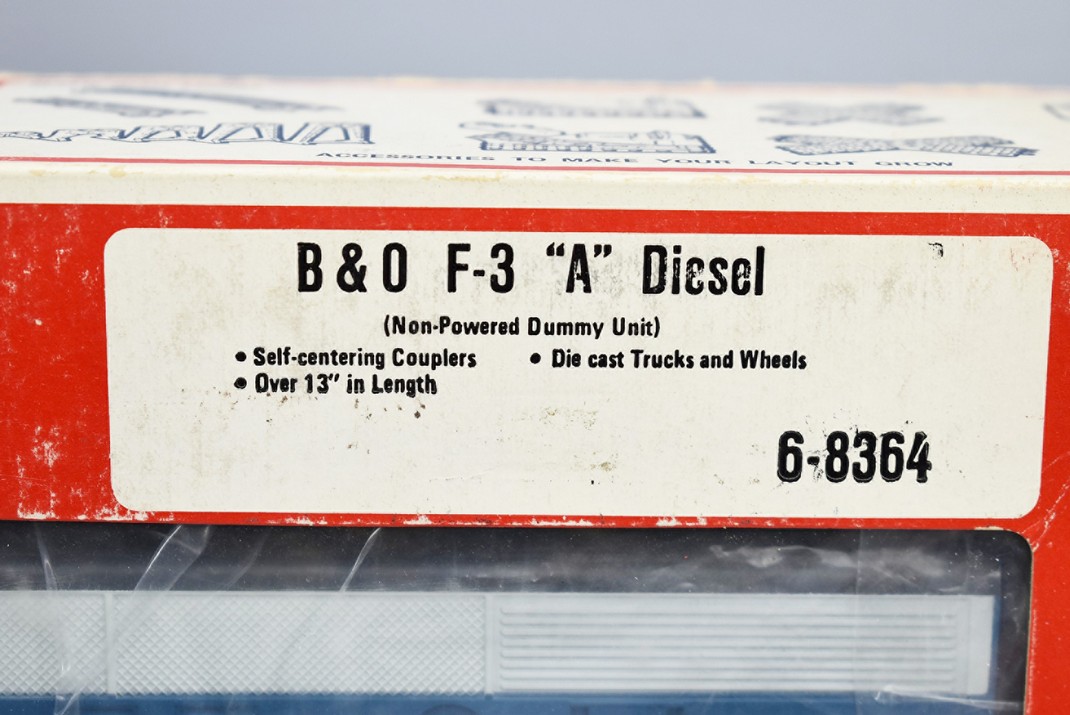 ACCESSORIES TO MAKE YOUR LAYOUT GROW
B & O F-3 “A” Diesel
(Non-Powered Dummy Unit)
• Self-centering Couplers • Die cast Trucks and Wheels
• Over 13″ in Length
6-8364